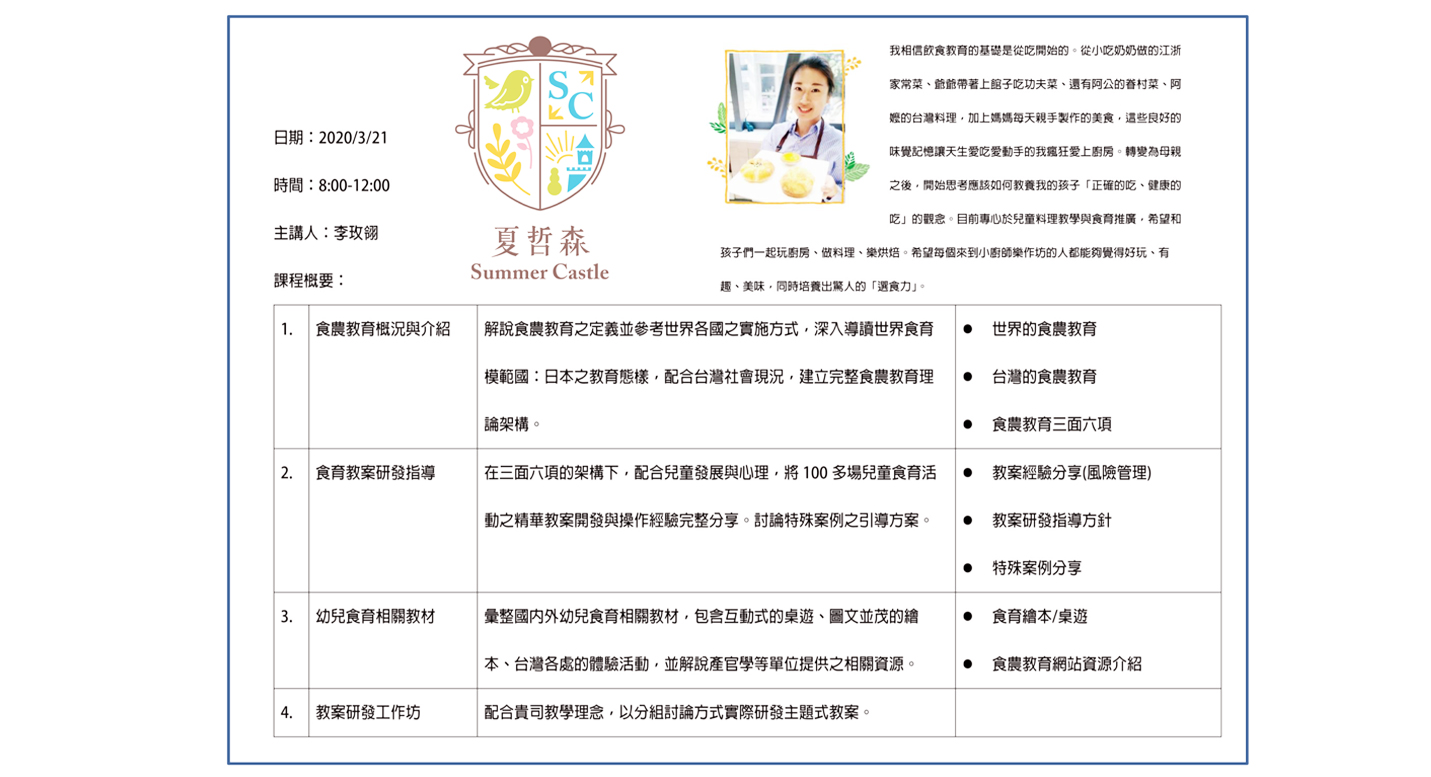 日期：2020/3/21
時間：8:00-12:00
主講人：李玫翎
課程概要：
SC
夏哲森
Summer Castle
我相信飲食教育的基礎是從吃開始的。從小吃奶奶做的江浙
家常菜、爺爺帶著上館子吃功夫菜、還有阿公的眷村菜、阿
嬤的台灣料理，加上媽媽每天親手製作的美食，這些良好的
味覺記憶讓天生愛吃愛動手的我瘋狂愛上廚房。轉變為母親
之後，開始思考應該如何教養我的孩子「正確的吃、健康的
吃」的觀念。目前專心於兒童料理教學與食育推廣，希望和
孩子們一起玩廚房、做料理、樂烘焙。希望每個來到小廚師樂作坊的人都能夠覺得好玩、有
趣、美味，同時培養出驚人的「選食力」。
1. 食農教育概況與介紹
解說食農教育之定義並參考世界各國之實施方式，深入導讀世界食育
模範國：日本之教育態樣，配合台灣社會現況，建立完整食農教育理
論架構。
● 世界的食農教育
● 台灣的食農教育
● 食農教育三面六項
2. 食育教案研發指導
在三面六項的架構下，配合兒童發展與心理，將 100 多場兒童食育活
動之精華教案開發與操作經驗完整分享。討論特殊案例之引導方案。
● 教案經驗分享(風險管理)
● 教案研發指導方針
● 特殊案例分享
3. 幼兒食育相關教材
彙整國內外幼兒食育相關教材，包含互動式的桌遊、圖文並茂的繪
本、台灣各處的體驗活動，並解說產官學等單位提供之相關資源。
● 食育繪本/桌遊
● 食農教育網站資源介紹
4. 教案研發工作坊
配合貴司教學理念，以分組討論方式實際研發主題式教案。